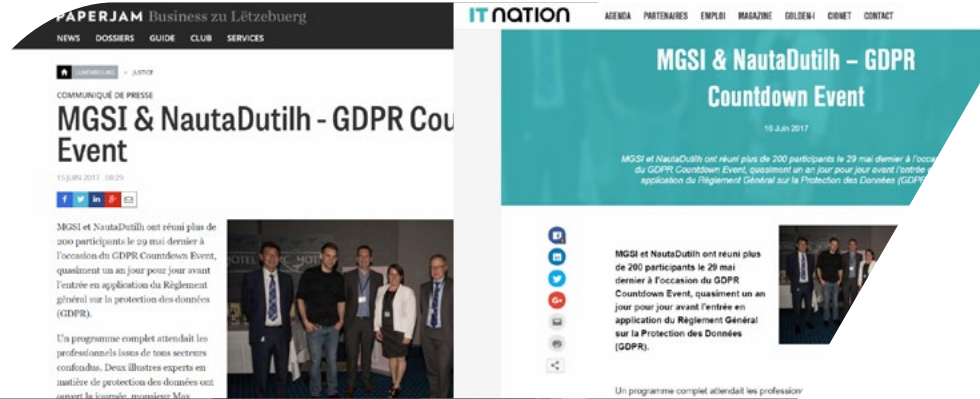 PAPERJAM Business zu Lëtzebuerg
NEWS DOSSIERS GUIDE CLUB SERVICES
LUXEMBOURG > JUSTICE
COMMUNIQUÉ DE PRESSE
MGSI & NautaDutilh - GDPR Cou
Event
15 JUIN 2017 08:29
MGSI et NautaDutilh ont réuni plus de
200 participants le 29 mai dernier à
l'occasion du GDPR Countdown Event,
quasiment un an jour pour jour avant
l'entrée en application du Règlement
général sur la protection des données
(GDPR).
Un programme complet attendait les
professionnels issus de tous secteurs
confondus. Deux illustres experts en
matière de protection des données ont
ouvert la journée, monsieur Max
ITnation
AGENDA PARTENAIRES EMPLOI MAGAZINE GOLDEN-I CIONET CONTACT
MGSI & NautaDutilh – GDPR
Countdown Event
16 Juin 2017
MGSI et NautaDutilh ont réuni plus de 200 participants le 29 mai dernier à l'occa
du GDPR Countdown Event, quasiment un an jour pour jour avant l'entrée
application du Règlement Général sur la Protection des Données (GDPR
MGSI et NautaDutilh ont réuni plus
de 200 participants le 29 mai
dernier à l'occasion du GDPR
Countdown Event, quasiment un an
jour pour jour avant l'entrée en
application du Règlement Général
sur la Protection des Données
(GDPR).
Un programme complet attendait les profession